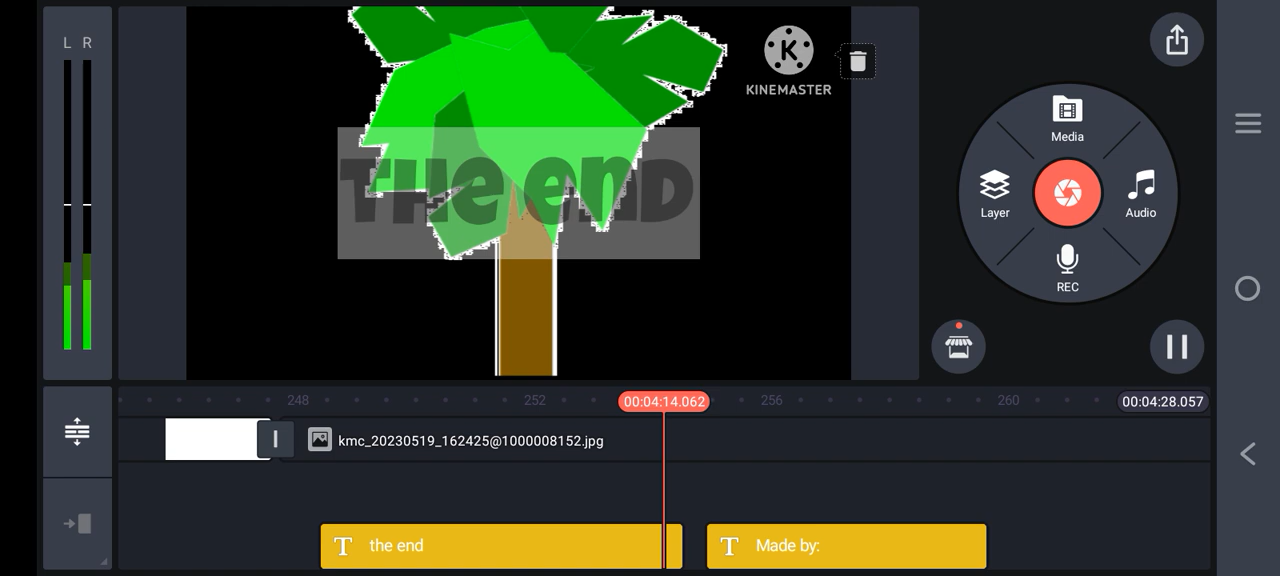 L R
KINEMASTER
THe enD
Media
Layer
Audio
REC
248
252
00:04:14.062
256
260
00:04:28.057
kmc_20230519_162425@1000008152.jpg
T the end
T Made by: